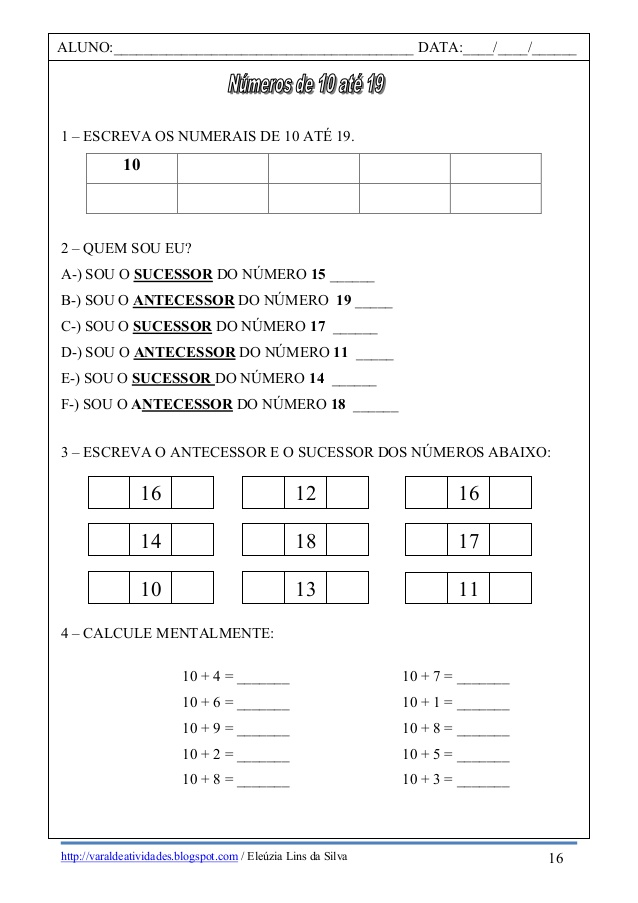 ALUNO:________________________________________ DATA:____/____/______
Números de 10 até 19
1 – ESCREVA OS NUMERAIS DE 10 ATÉ 19.
10
2 – QUEM SOU EU?
A-) SOU O SUCESSOR DO NÚMERO 15 ______
B-) SOU O ANTECESSOR DO NÚMERO 19 _____
C-) SOU O SUCESSOR DO NÚMERO 17 ______
D-) SOU O ANTECESSOR DO NÚMERO 11 _____
E-) SOU O SUCESSOR DO NÚMERO 14 ______
F-) SOU O ANTECESSOR DO NÚMERO 18 ______
3 – ESCREVA O ANTECESSOR E O SUCESSOR DOS NÚMEROS ABAIXO:
16 12 16
14 18 17
10 13 11
4 – CALCULE MENTALMENTE:
10 + 4 = _______ 10 + 7 = _______
10 + 6 = _______ 10 + 1 = _______
10 + 9 = _______ 10 + 8 = _______
10 + 2 = _______ 10 + 5 = _______
10 + 8 = _______ 10 + 3 = _______
http://varaldeatividades.blogspot.com / Eleúzia Lins da Silva 16